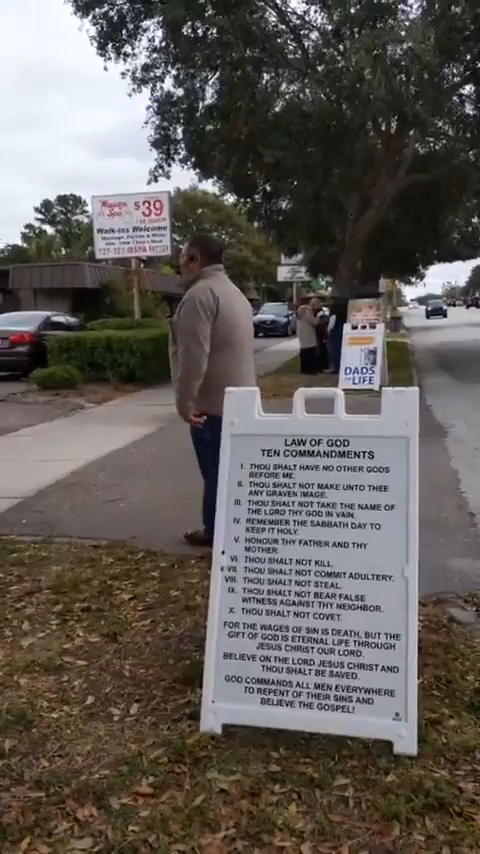 Spa $39
Walk-ins Welcome
DADS
LIFE
LAW OF GOD
TEN COMMANDMENTS
I. THOU SHALT HAVE NO OTHER GODS
BEFORE ME.
II. THOU SHALT NOT MAKE UNTO THEE
ANY GRAVEN IMAGE.
III. THOU SHALT NOT TAKE THE NAME OF
THE LORD THY GOD IN VAIN.
IV. REMEMBER THE SABBATH DAY TO
KEEP IT HOLY.
V. HONOUR THY FATHER AND THY
MOTHER.
VI. THOU SHALT NOT KILL.
VII. THOU SHALT NOT COMMIT ADULTERY.
VIII. THOU SHALT NOT STEAL.
IX. THOU SHALT NOT BEAR FALSE
WITNESS AGAINST THY NEIGHBOR.
X. THOU SHALT NOT COVET.
FOR THE WAGES OF SIN IS DEATH, BUT THE
GIFT OF GOD IS ETERNAL LIFE THROUGH
JESUS CHRIST OUR LORD.
BELIEVE ON THE LORD JESUS CHRIST AND
THOU SHALT BE SAVED.
GOD COMMANDS ALL MEN EVERYWHERE
TO REPENT OF THEIR SINS AND
BELIEVE THE GOSPEL!